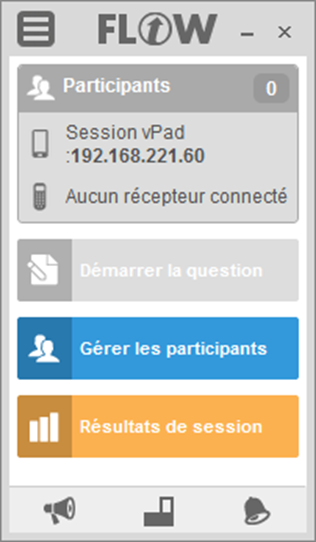 FLOW
Participants 0
Session vPad
:192.168.221.60
Aucun récepteur connecté
Démarrer la question
Gérer les participants
Résultats de session